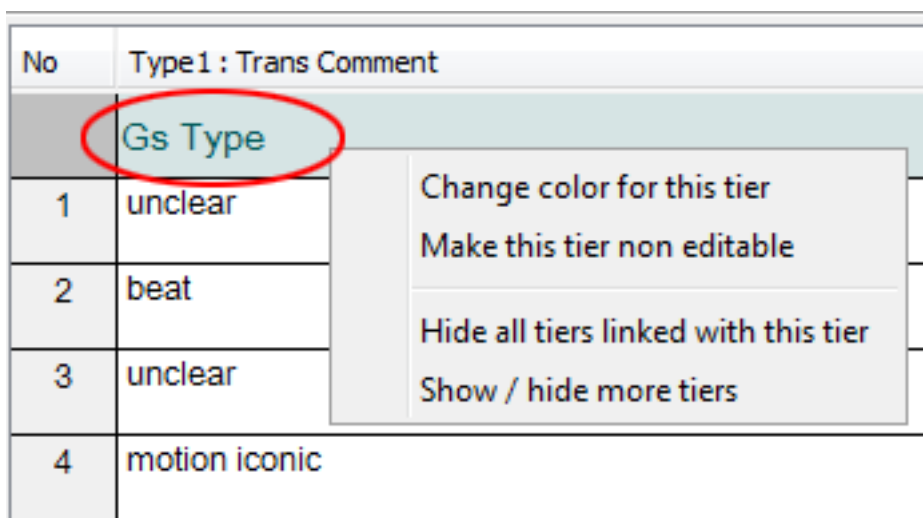 No Type1 : Trans Comment
Gs Type
Change color for this tier
1 unclear
Make this tier non editable
2 beat
Hide all tiers linked with this tier
3 unclear
Show / hide more tiers
4 motion iconic